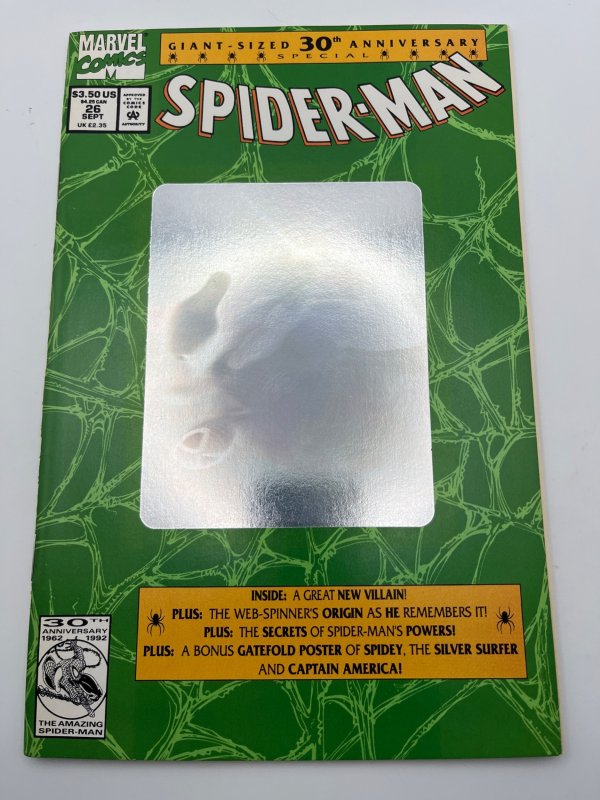 MARVEL
COMICS
GIANT-SIZED 30th ANNIVERSARY
SPECIAL
$3.50 US
$4.25 CAN
26
SEPT
UK £2.35
APPROVED
BY THE
COMICS
CODE
CA
AUTHORITY
SPIDER-MAN
INSIDE: A GREAT NEW VILLAIN!
PLUS: THE WEB-SPINNER'S ORIGIN AS HE REMEMBERS IT!
PLUS: THE SECRETS OF SPIDER-MAN'S POWERS!
PLUS: A BONUS GATEFOLD POSTER OF SPIDEY, THE SILVER SURFER
AND CAPTAIN AMERICA!
30TH
ANNIVERSARY
1962 1992
THE AMAZING
SPIDER-MAN